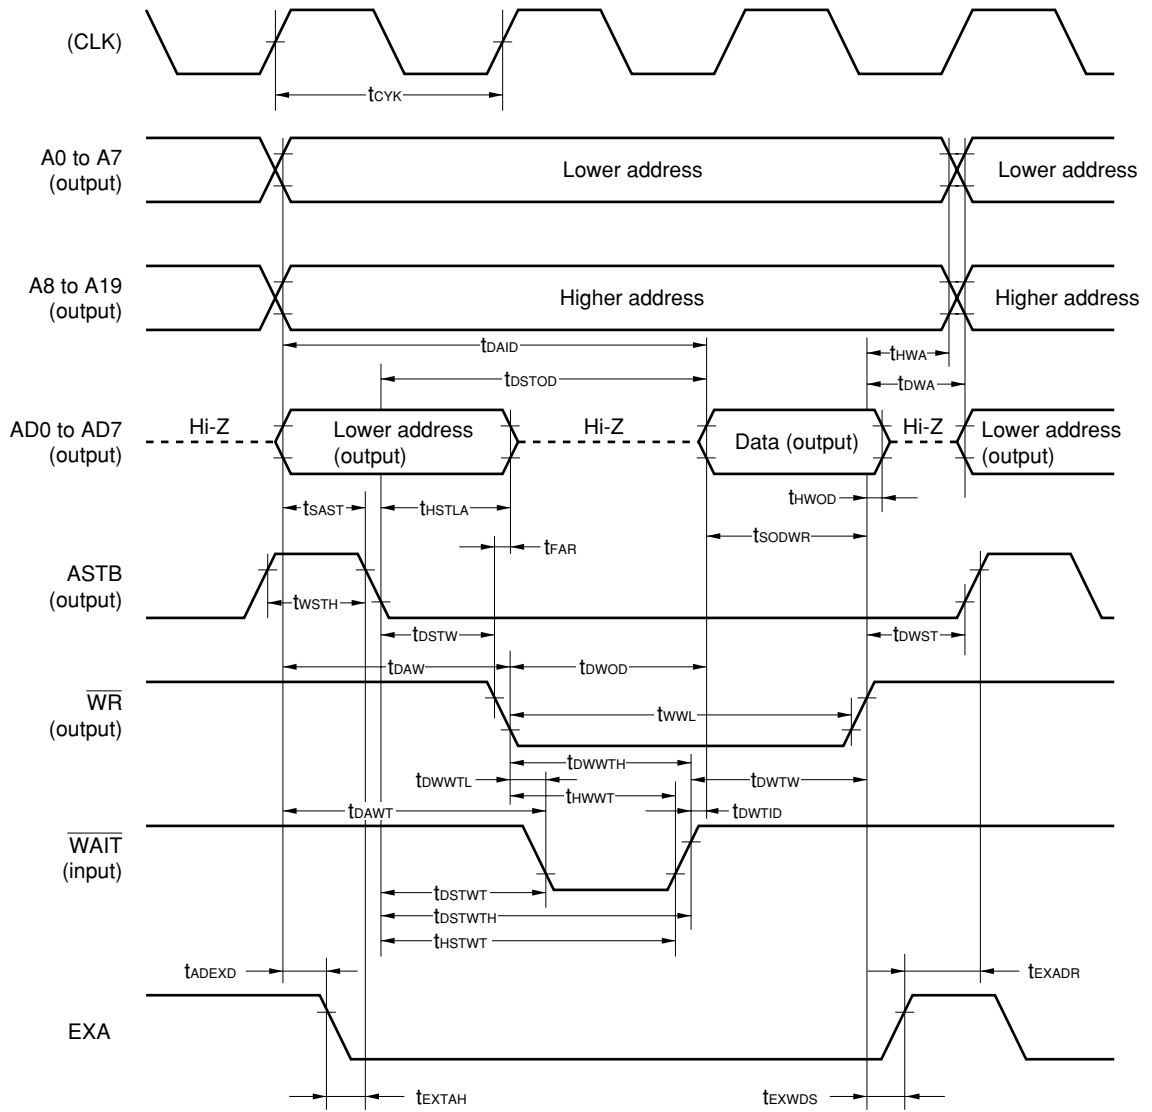 (CLK)
tCYK
A0 to A7
(output)
Lower address
Lower address
A8 to A19
(output)
Higher address
Higher address
tDAID
tHWA
tDSTOD
tDWA
AD0 to AD7
(output)
Hi-Z
Lower address
(output)
Hi-Z
Data (output)
Hi-Z
Lower address
(output)
tSAST
tHSTLA
tHWOD
tFAR
tSODWR
ASTB
(output)
tWSTH
tDSTW
tDWST
tDAW
tDWOD
WR
(output)
tWWL
tDWWTH
tDWWTL
tDWTW
tHWWT
tDAWT
tDWTID
WAIT
(input)
tDSTWT
tDSTWTH
tHSTWT
tADEXD
tEXADR
EXA
tEXTAH
tEXWDS